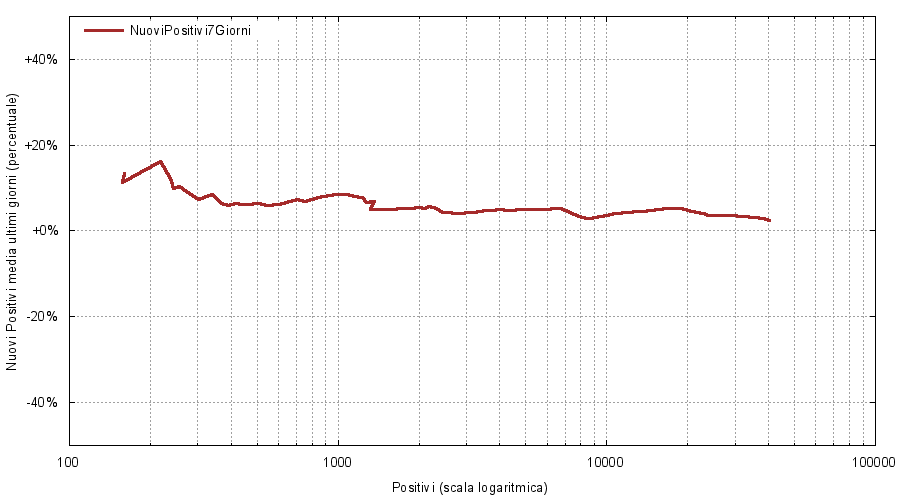 NuoviPositivi7Giorni
+40%
+20%
+0%
-20%
-40%
Nuovi Positivi media ultimi giorni (percentuale)
100 1000 10000 100000
Positivi (scala logaritmica)